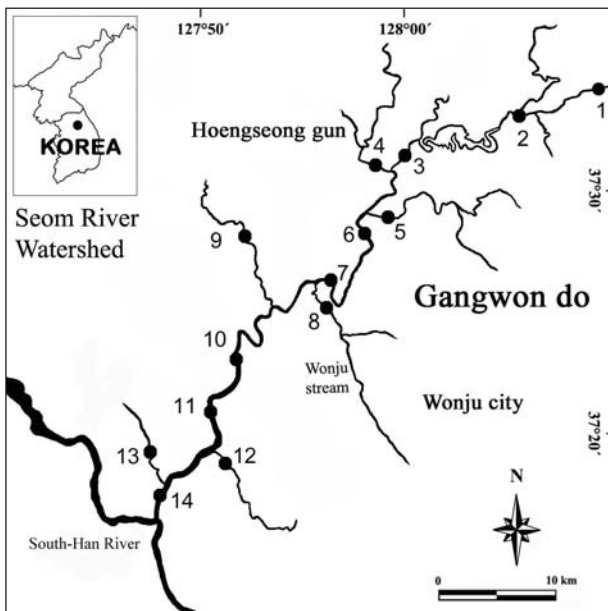 127°50´
128°00´
KOREA
Seom River
Watershed
Hoengseong gun
1
2
3
4
37°30´
5
6
7
8
9
Gangwon do
10
Wonju
stream
Wonju city
11
37°20´
12
13
14
South-Han River
N
0
10 km